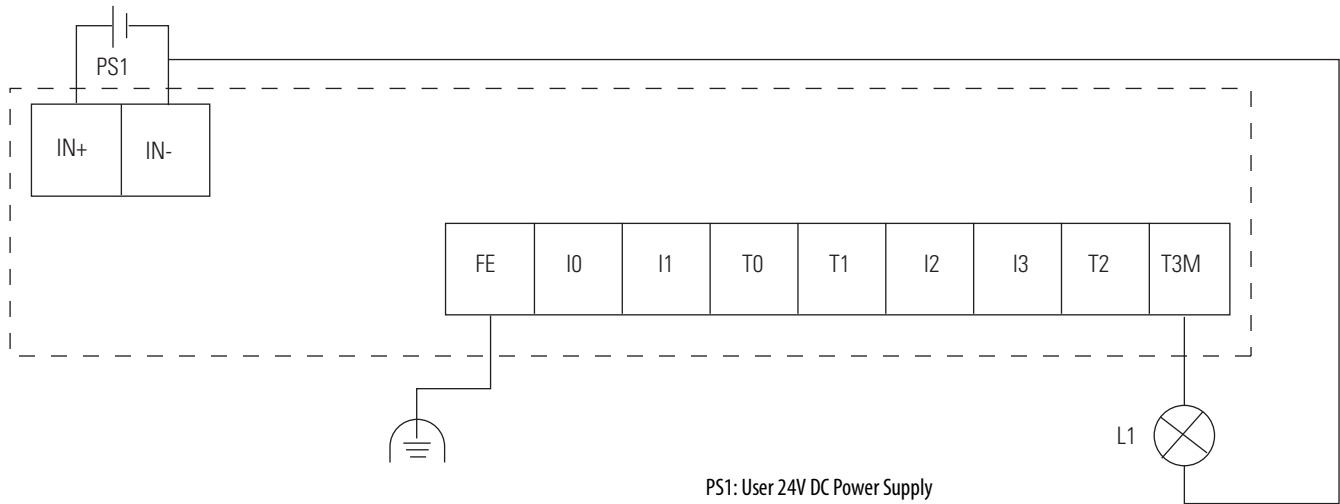 PS1
IN+ IN-
FE I0 I1 T0 T1 I2 I3 T2 T3M
L1
PS1: User 24V DC Power Supply